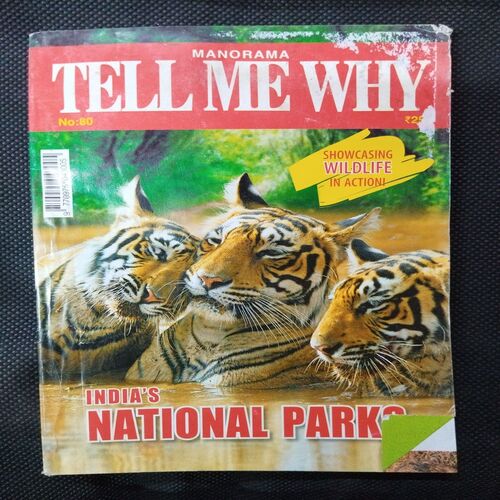 MANORAMA
TELL ME WHY
No:80
SHOWCASING
WILDLIFE
IN ACTION!
INDIA'S
NATIONAL PARKS